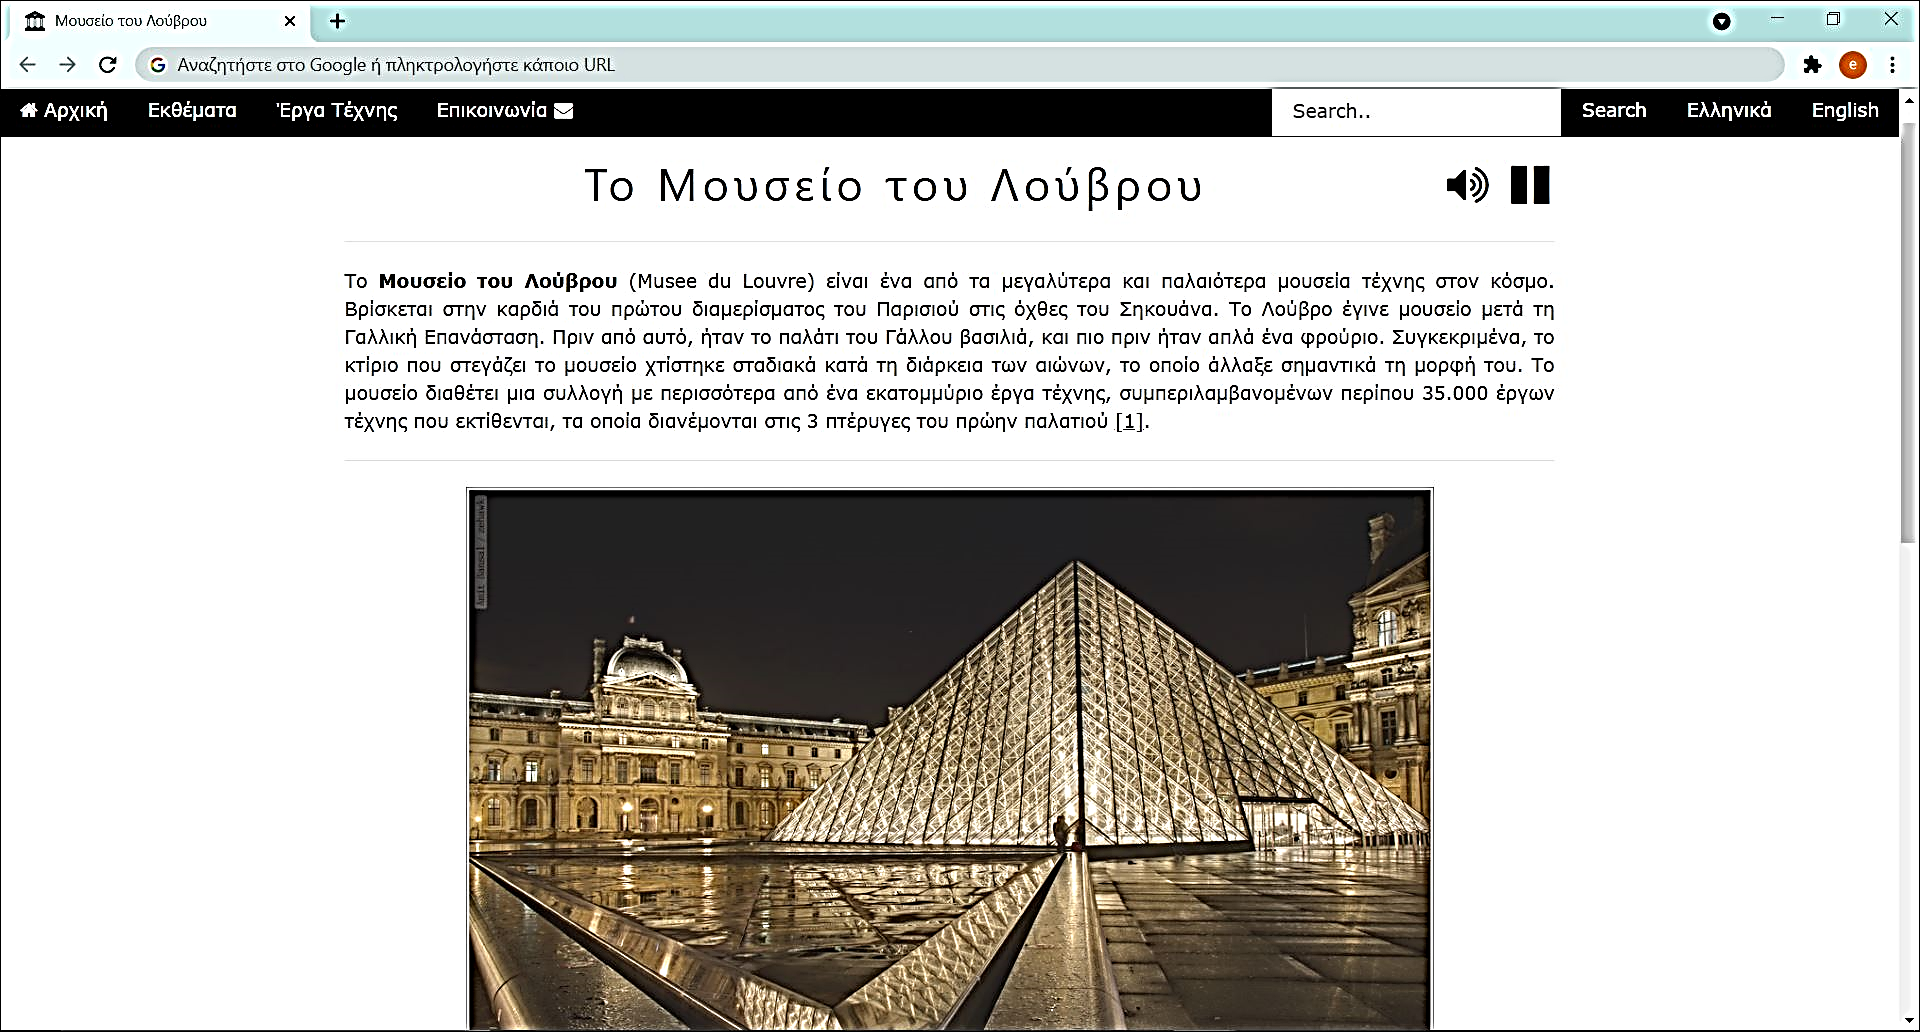 Μουσείο του Λούβρου
Αναζητήστε στο Google ή πληκτρολογήστε κάποιο URL
e
Αρχική Εκθέματα Έργα Τέχνης Επικοινωνία Search.. Search Ελληνικά English
Το Μουσείο του Λούβρου
Το Μουσείο του Λούβρου (Musee du Louvre) είναι ένα από τα μεγαλύτερα και παλαιότερα μουσεία τέχνης στον κόσμο.
Βρίσκεται στην καρδιά του πρώτου διαμερίσματος του Παρισιού στις όχθες του Σηκουάνα. Το Λούβρο έγινε μουσείο μετά τη
Γαλλική Επανάσταση. Πριν από αυτό, ήταν το παλάτι του Γάλλου βασιλιά, και πιο πριν ήταν απλά ένα φρούριο. Συγκεκριμένα, το
κτίριο που στεγάζει το μουσείο χτίστηκε σταδιακά κατά τη διάρκεια των αιώνων, το οποίο άλλαξε σημαντικά τη μορφή του. Το
μουσείο διαθέτει μια συλλογή με περισσότερα από ένα εκατομμύριο έργα τέχνης, συμπεριλαμβανομένων περίπου 35.000 έργων
τέχνης που εκτίθενται, τα οποία διανέμονται στις 3 πτέρυγες του πρώην παλατιού [1].
Amit Bansal / zehawk